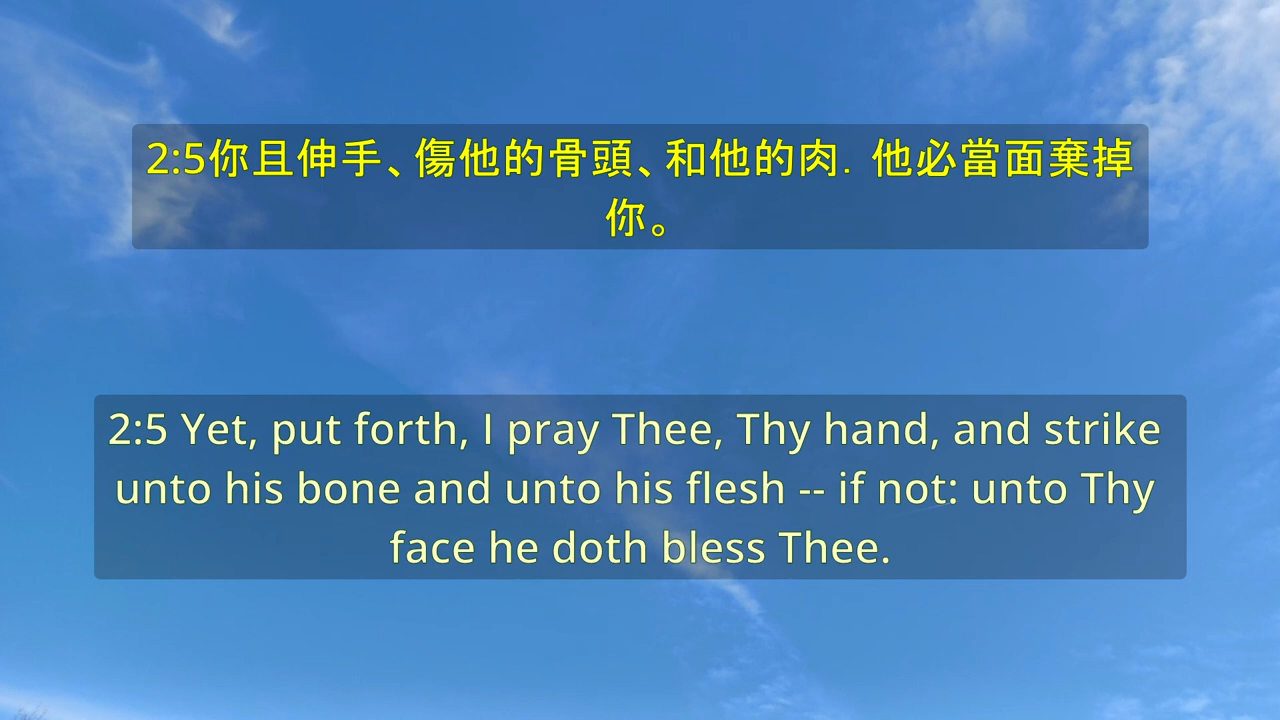 2:5你且伸手、傷他的骨頭、和他的肉．他必當面棄掉
你。
2:5 Yet, put forth, I pray Thee, Thy hand, and strike
unto his bone and unto his flesh -- if not: unto Thy
face he doth bless Thee.